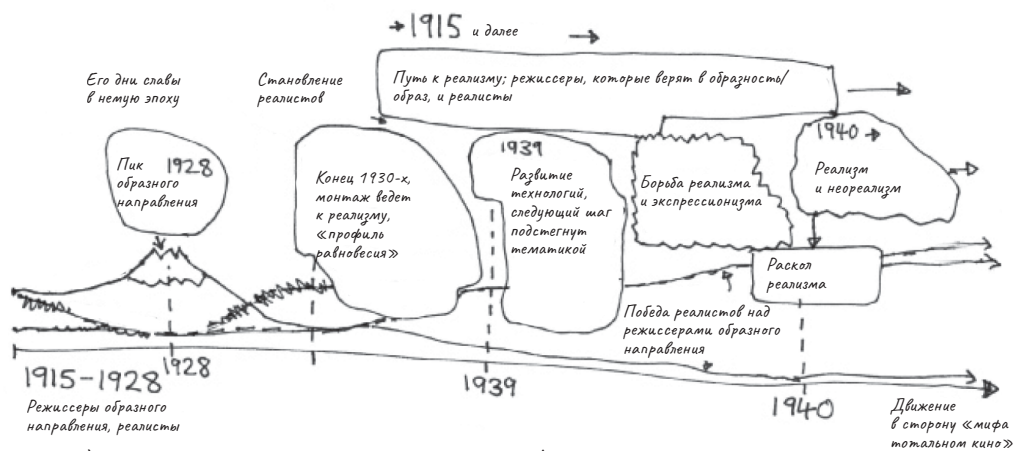 →1915 и далее →
Путь к реализму; режиссеры, которые верят в образность/
образ, и реалисты
Его дни славы
в немую эпоху
Становление
реалистов
Пик 1928
образного
направления
Конец 1930-х,
монтаж ведет
к реализму,
«профиль
равновесия»
1939
Развитие
технологий,
следующий шаг
подстегнут
тематикой
Борьба реализма
и экспрессионизма
1940 →
Реализм
и неореализм
Раскол
реализма
Победа реалистов над
режиссерами образного
направления
1915-1928
1928
1939
1940
Режиссеры образного
направления, реалисты
Движение
в сторону «мифа
тотальном кино»